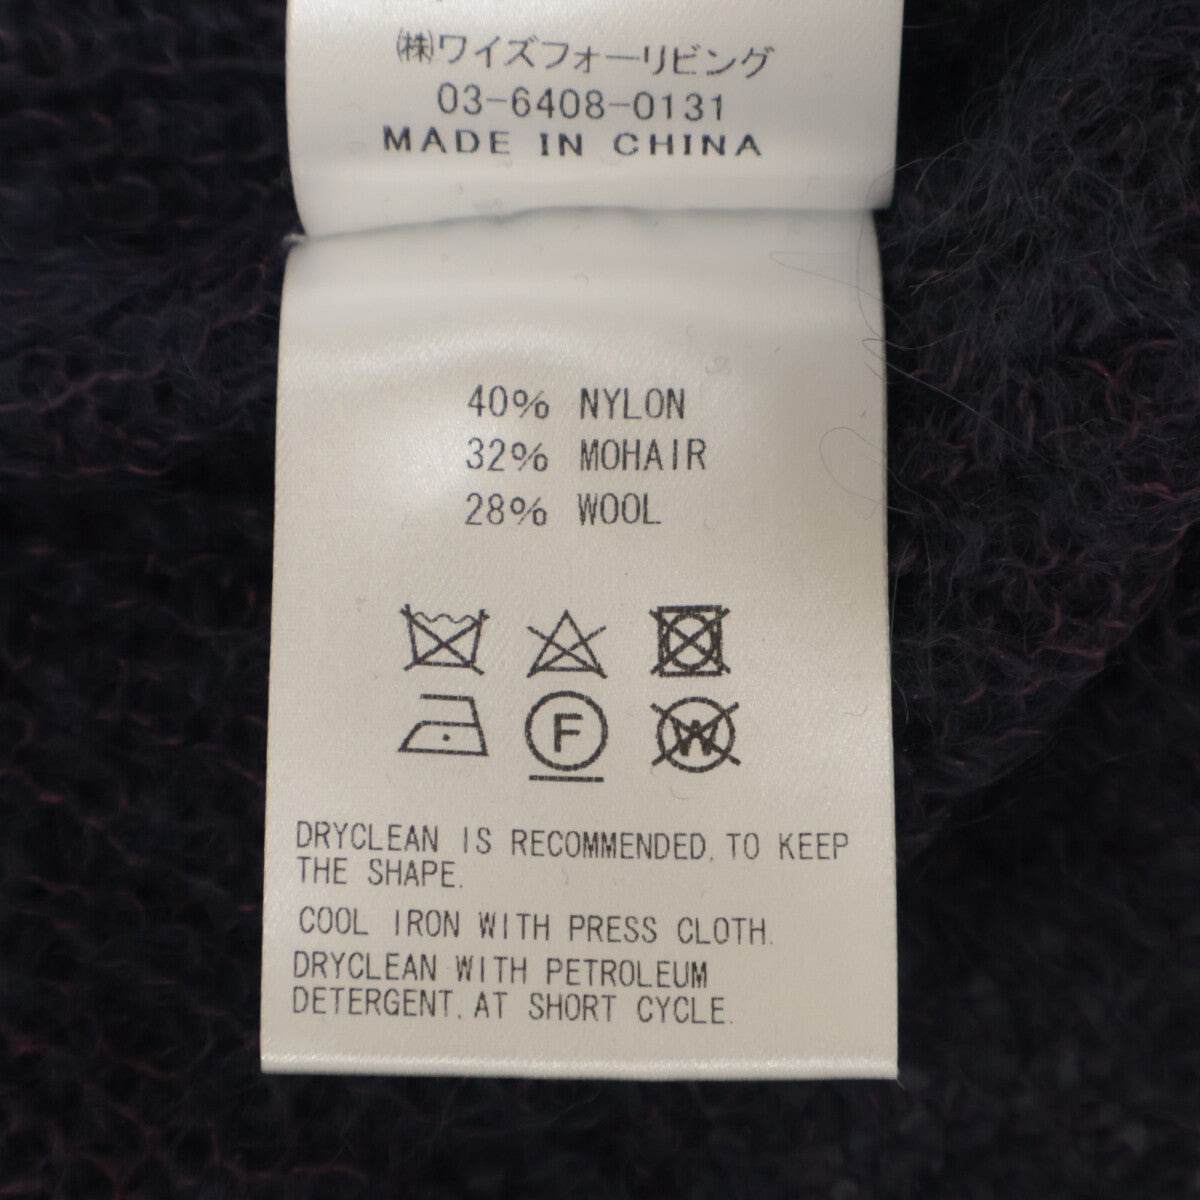 ㈱ワイズフォーリビング
03-6408-0131
MADE IN CHINA
40% NYLON
32% MOHAIR
28% WOOL
F W
DRYCLEAN IS RECOMMENDED. TO KEEP
THE SHAPE.
COOL IRON WITH PRESS CLOTH.
DRYCLEAN WITH PETROLEUM
DETERGENT. AT SHORT CYCLE.